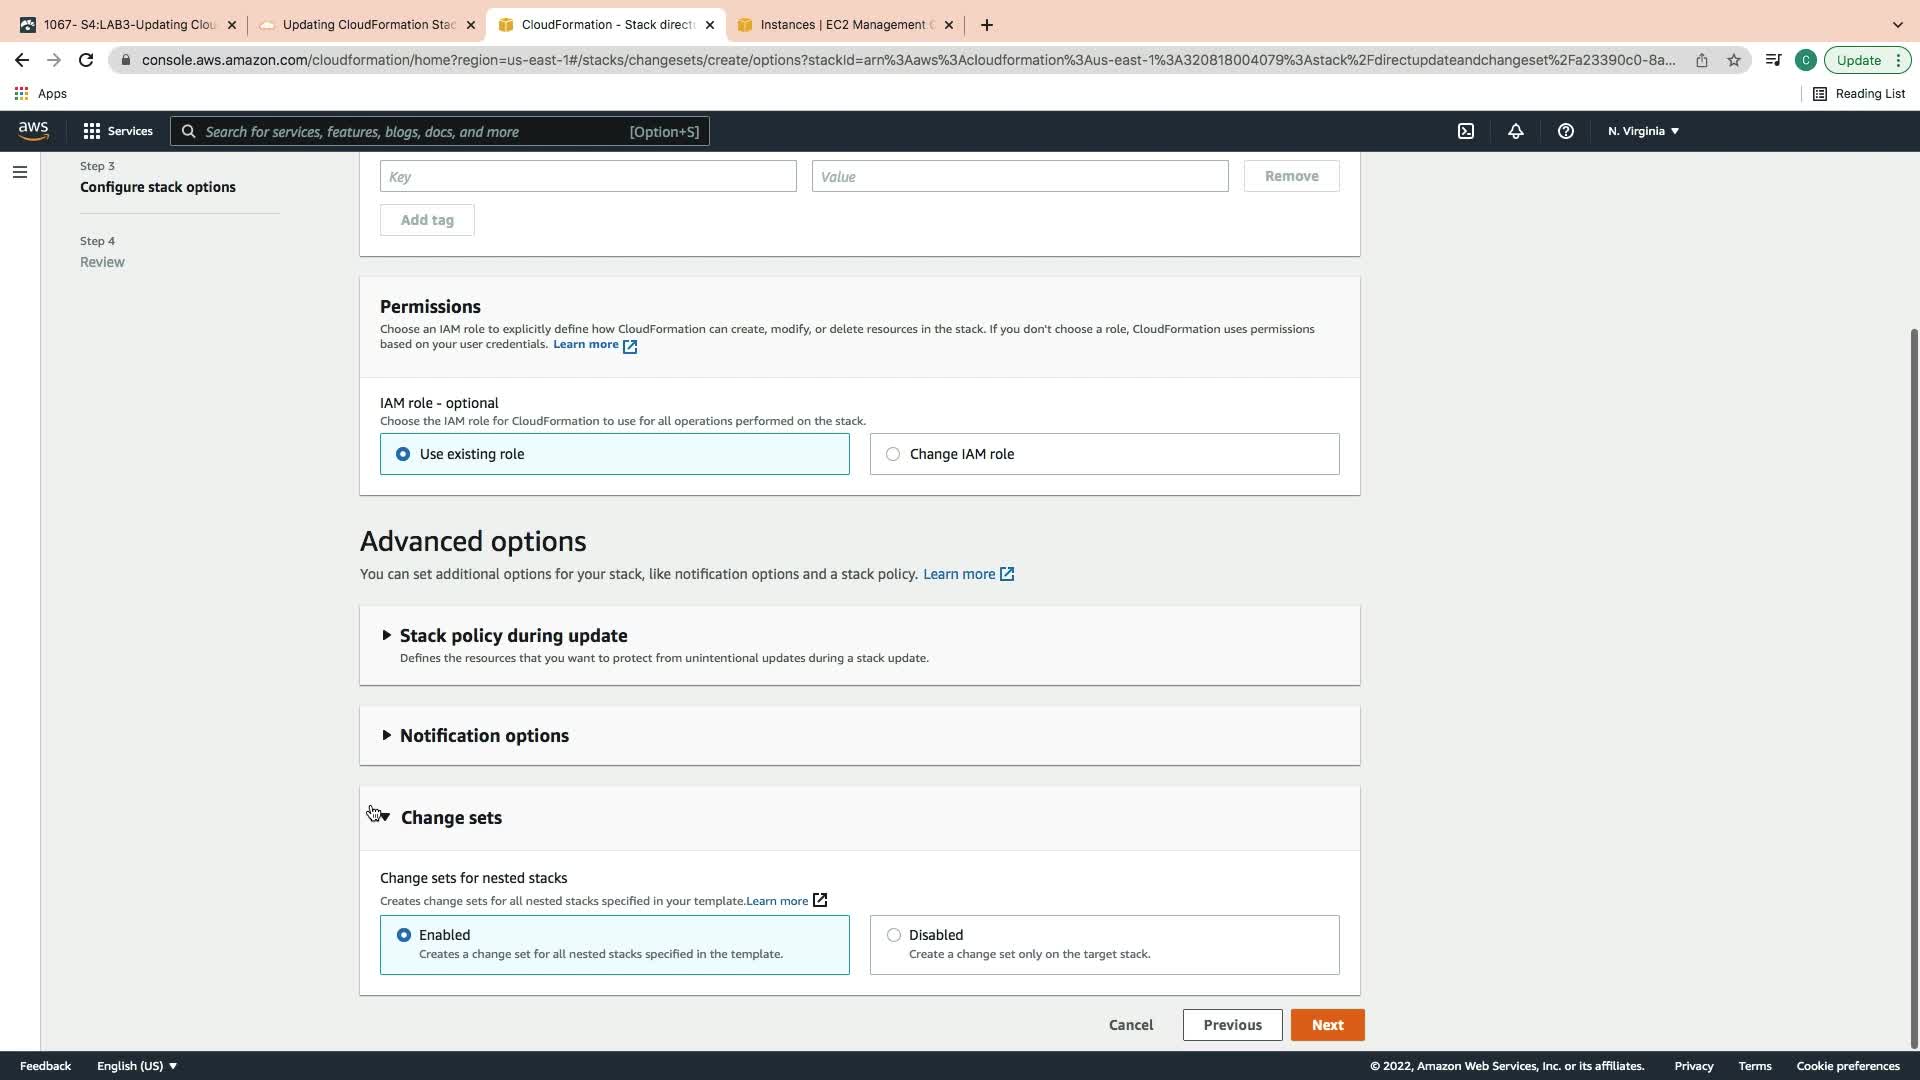 1067- S4:LAB3-Updating Clou
Updating CloudFormation Stac
CloudFormation - Stack direct
Instances | EC2 Management C
console.aws.amazon.com/cloudformation/home?region=us-east-1#/stacks/changesets/create/options?stackId=arn%3Aaws%3Acloudformation%3Aus-east-1%3A320818004079%3Astack%2Fdirectupdateandchangeset%2Fa23390c0-8a...
C
Update
Apps
Reading List
aws
Services
Search for services, features, blogs, docs, and more
[Option+S]
N. Virginia
Step 3
Configure stack options
Step 4
Review
Key
Value
Remove
Add tag
Permissions
Choose an IAM role to explicitly define how CloudFormation can create, modify, or delete resources in the stack. If you don't choose a role, CloudFormation uses permissions
based on your user credentials. Learn more
IAM role - optional
Choose the IAM role for CloudFormation to use for all operations performed on the stack.
Use existing role
Change IAM role
Advanced options
You can set additional options for your stack, like notification options and a stack policy. Learn more
Stack policy during update
Defines the resources that you want to protect from unintentional updates during a stack update.
Notification options
Change sets
Change sets for nested stacks
Creates change sets for all nested stacks specified in your template.Learn more
Enabled
Creates a change set for all nested stacks specified in the template.
Disabled
Create a change set only on the target stack.
Cancel
Previous
Next
Feedback
English (US)
© 2022, Amazon Web Services, Inc. or its affiliates.
Privacy
Terms
Cookie preferences